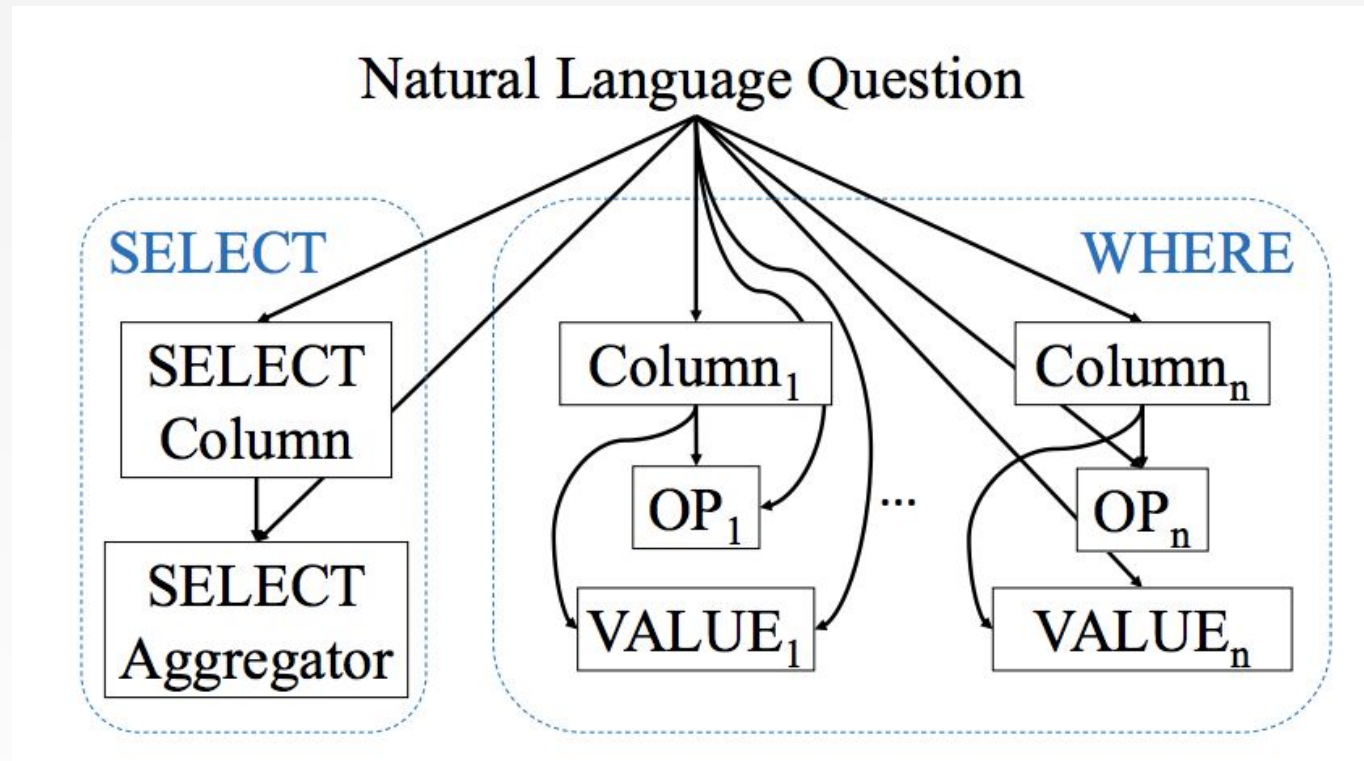 Natural Language Question
SELECT
WHERE
SELECT
Column
Column₁
Columnₙ
OP₁
...
OPₙ
SELECT
Aggregator
VALUE₁
VALUEₙ